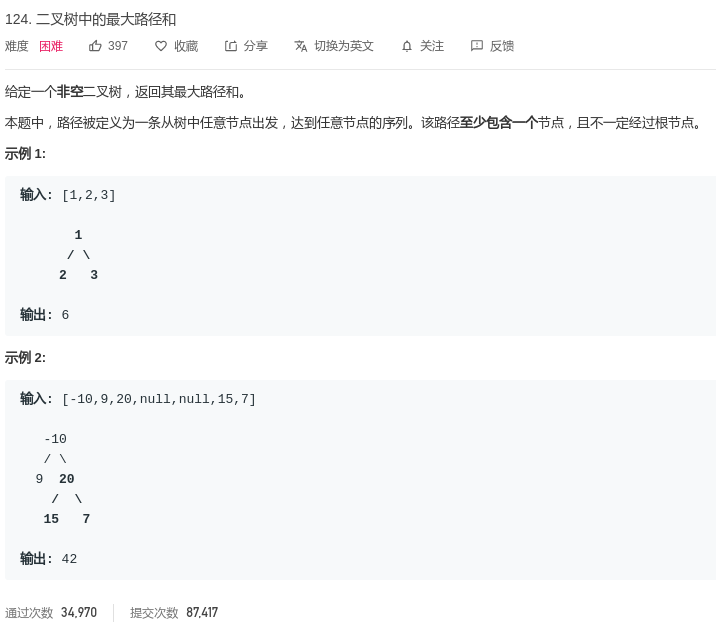 124. 二叉树中的最大路径和
难度 困难 397 收藏 分享 切换为英文 关注 反馈
给定一个非空二叉树，返回其最大路径和。
本题中，路径被定义为一条从树中任意节点出发，达到任意节点的序列。该路径至少包含一个节点，且不一定经过根节点。
示例 1:
输入: [1,2,3]
1
/ \
2 3
输出: 6
示例 2:
输入: [-10,9,20,null,null,15,7]
-10
/ \
9 20
/ \
15 7
输出: 42
通过次数 34,970 提交次数 87,417